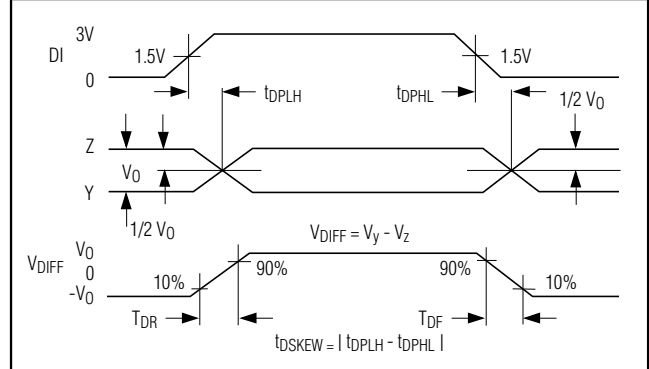 3V
DI
1.5V
1.5V
0
tDPLH
tDPHL
1/2 VO
Z
VO
Y
1/2 VO
VDIFF = Vy - Vz
VO
VDIFF
0
-VO
10%
90%
90%
10%
TDR
TDF
tDSKEW = | tDPLH - tDPHL |